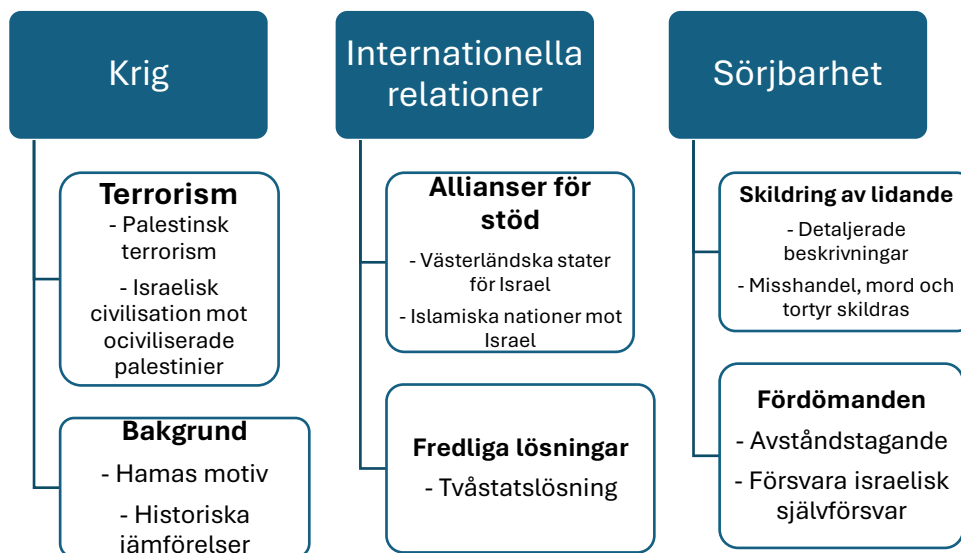 Krig
Terrorism
- Palestinsk
terrorism
- Israelisk
civilisation mot
ociviliserade
palestinier
Bakgrund
- Hamas motiv
- Historiska
jämförelser
Internationella
relationer
Allianser för
stöd
- Västerländska stater
för Israel
- Islamiska nationer mot
Israel
Fredliga lösningar
- Tvåstatslösning
Sörjbarhet
Skildring av lidande
- Detaljerade
beskrivningar
- Misshandel, mord och
tortyr skildras
Fördömanden
- Avståndstagande
- Försvara israelisk
självförsvar